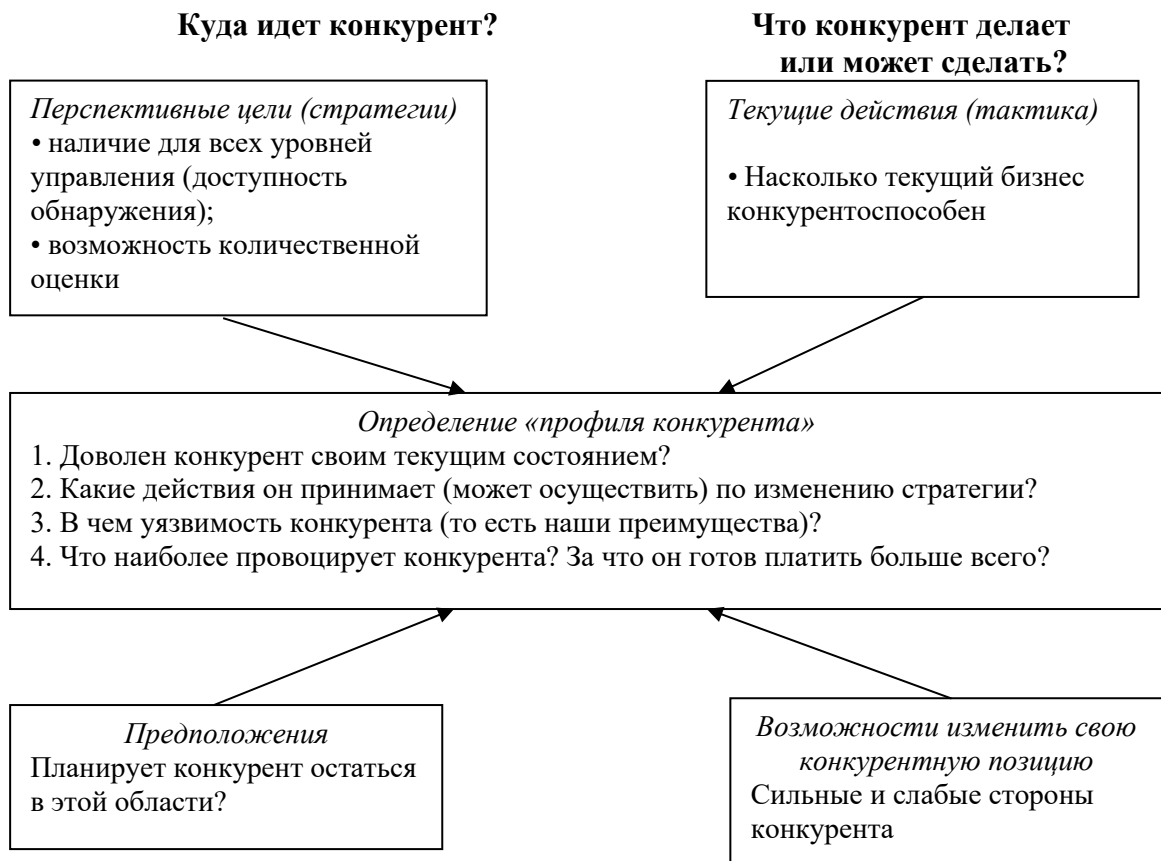 Куда идет конкурент?
Что конкурент делает
или может сделать?
Перспективные цели (стратегии)
• наличие для всех уровней
управления (доступность
обнаружения);
• возможность количественной
оценки
Текущие действия (тактика)
• Насколько текущий бизнес
конкурентоспособен
Определение «профиля конкурента»
1. Доволен конкурент своим текущим состоянием?
2. Какие действия он принимает (может осуществить) по изменению стратегии?
3. В чем уязвимость конкурента (то есть наши преимущества)?
4. Что наиболее провоцирует конкурента? За что он готов платить больше всего?
Предположения
Планирует конкурент остаться
в этой области?
Возможности изменить свою
конкурентную позицию
Сильные и слабые стороны
конкурента